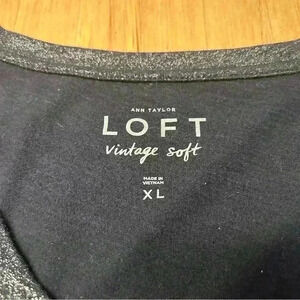 ANN TAYLOR
LOFT
vintage soft
MADE IN
VIETNAM
XL